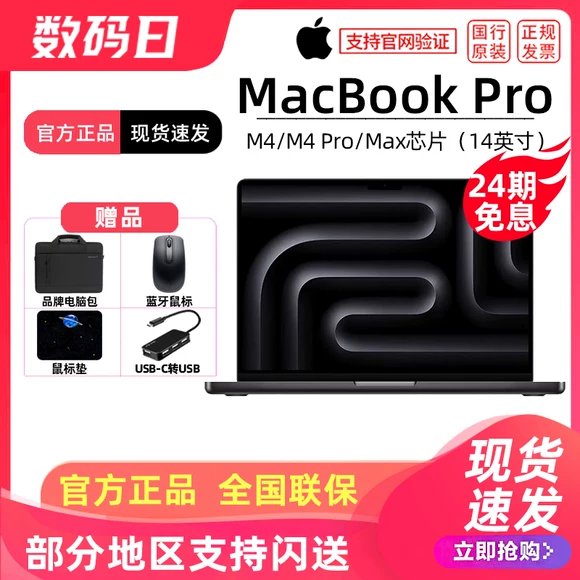 数码日
支持官网验证
国行
原装
正规
发票
MacBook Pro
官方正品 现货速发
M4/M4 Pro/Max芯片（14英寸）
24期
免息
赠品
品牌电脑包
蓝牙鼠标
鼠标垫
USB-C转USB
官方正品 全国联保
现货
速发
部分地区支持闪送
立即抢购>